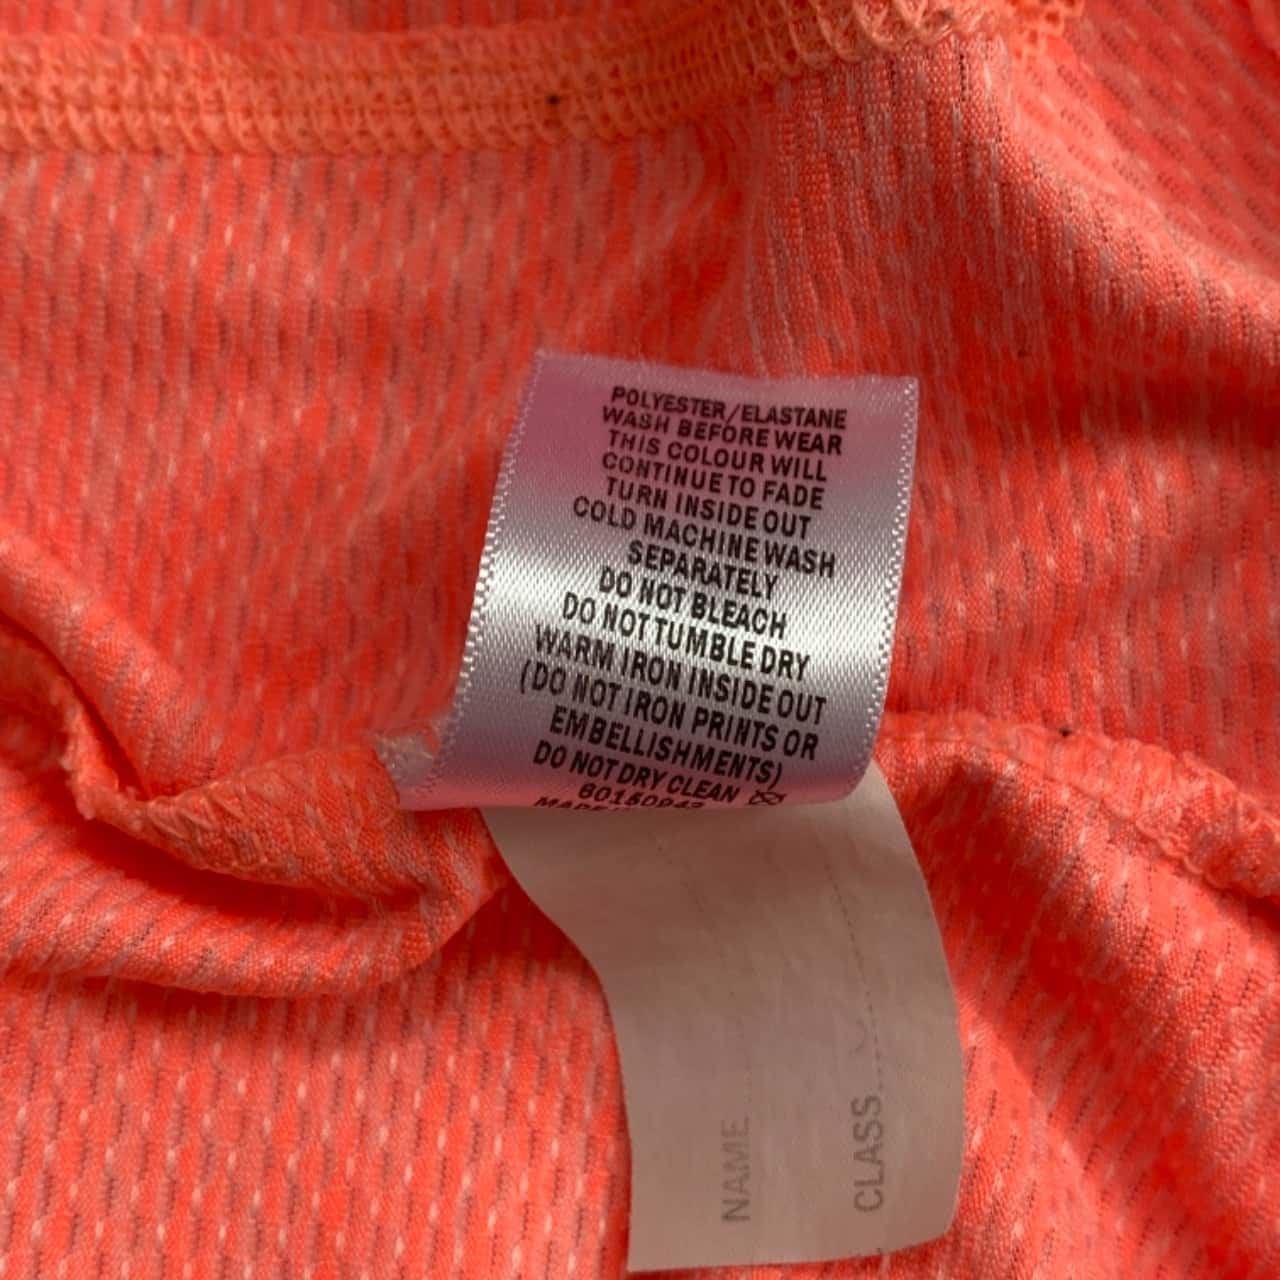 POLYESTER/ELASTANE
WASH BEFORE WEAR
THIS COLOUR WILL
CONTINUE TO FADE
TURN INSIDE OUT
COLD MACHINE WASH
SEPARATELY
DO NOT BLEACH
DO NOT TUMBLE DRY
WARM IRON INSIDE OUT
(DO NOT IRON PRINTS OR
EMBELLISHMENTS)
DO NOT DRY CLEAN
NAME
CLASS